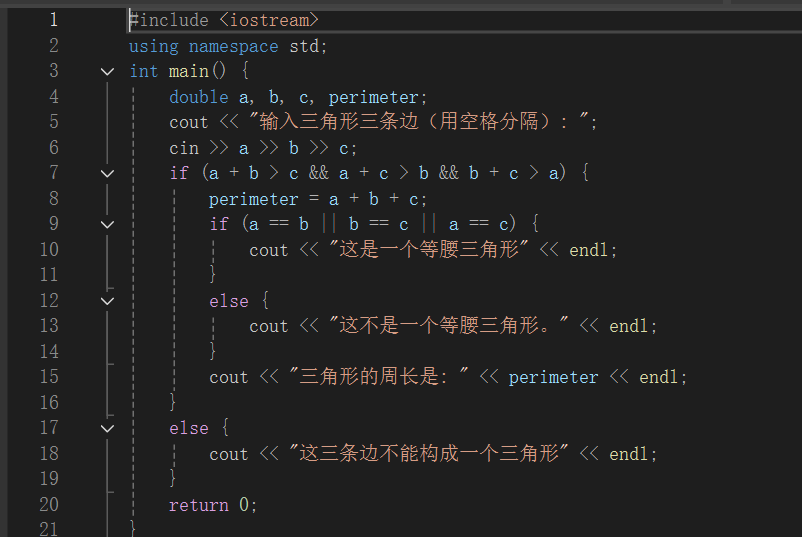 1 #include <iostream>
2 using namespace std;
3 int main() {
4 double a, b, c, perimeter;
5 cout << "输入三角形三条边（用空格分隔）: ";
6 cin >> a >> b >> c;
7 if (a + b > c && a + c > b && b + c > a) {
8 perimeter = a + b + c;
9 if (a == b || b == c || a == c) {
10 cout << "这是一个等腰三角形" << endl;
11 }
12 else {
13 cout << "这不是一个等腰三角形。" << endl;
14 }
15 cout << "三角形的周长是: " << perimeter << endl;
16 }
17 else {
18 cout << "这三条边不能构成一个三角形" << endl;
19 }
20 return 0;
21 }